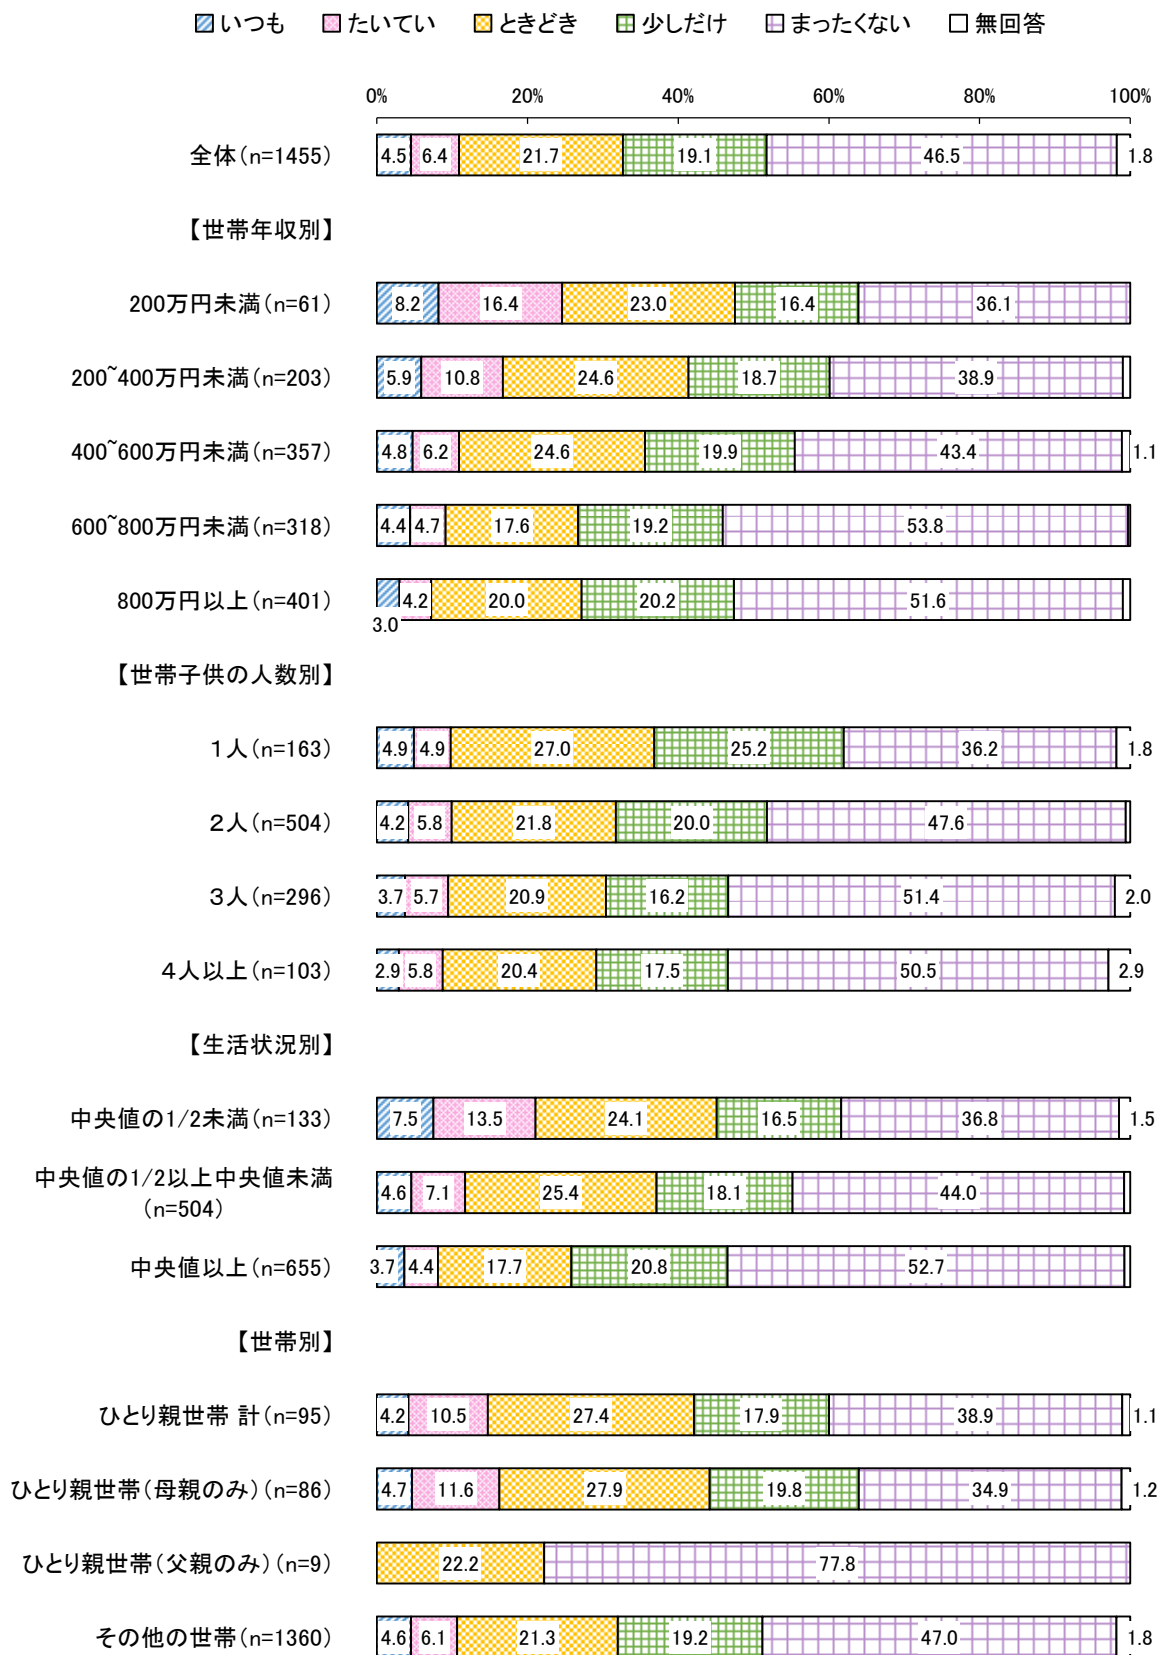 いつも たいてい ときどき 少しだけ まったくない 無回答
0% 20% 40% 60% 80% 100%
全体(n=1455) 4.5 6.4 21.7 19.1 46.5 1.8
【世帯年収別】
200万円未満(n=61) 8.2 16.4 23.0 16.4 36.1
200~400万円未満(n=203) 5.9 10.8 24.6 18.7 38.9
400~600万円未満(n=357) 4.8 6.2 24.6 19.9 43.4 1.1
600~800万円未満(n=318) 4.4 4.7 17.6 19.2 53.8
800万円以上(n=401) 4.2 20.0 20.2 51.6
3.0
【世帯子供の人数別】
1人(n=163) 4.9 4.9 27.0 25.2 36.2 1.8
2人(n=504) 4.2 5.8 21.8 20.0 47.6
3人(n=296) 3.7 5.7 20.9 16.2 51.4 2.0
4人以上(n=103) 2.9 5.8 20.4 17.5 50.5 2.9
【生活状況別】
中央値の1/2未満(n=133) 7.5 13.5 24.1 16.5 36.8 1.5
中央値の1/2以上中央値未満
(n=504) 4.6 7.1 25.4 18.1 44.0
中央値以上(n=655) 3.7 4.4 17.7 20.8 52.7
【世帯別】
ひとり親世帯 計(n=95) 4.2 10.5 27.4 17.9 38.9 1.1
ひとり親世帯(母親のみ)(n=86) 4.7 11.6 27.9 19.8 34.9 1.2
ひとり親世帯(父親のみ)(n=9) 22.2 77.8
その他の世帯(n=1360) 4.6 6.1 21.3 19.2 47.0 1.8